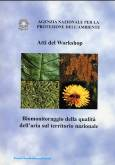 AGENZIA NAZIONALE PER LA
PROTEZIONE DELL'AMBIENTE
Atti del Workshop
Biomonitoraggio della qualità
dell'aria sul territorio nazionale